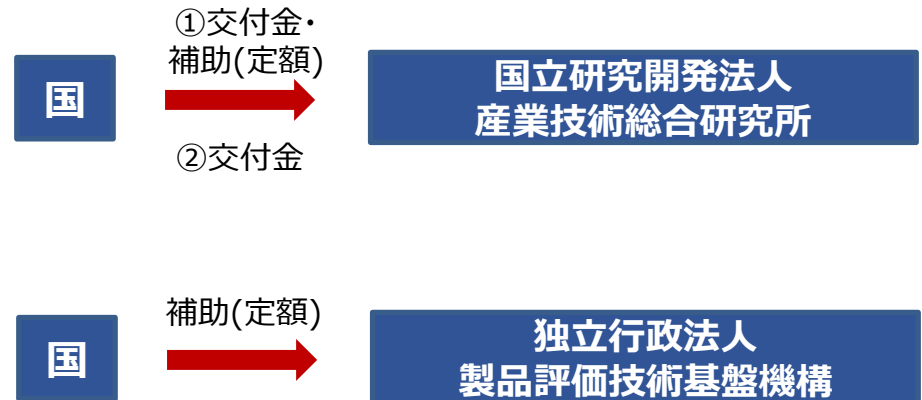 ①交付金・
補助(定額)
国
国立研究開発法人
産業技術総合研究所
②交付金
補助(定額)
国
独立行政法人
製品評価技術基盤機構